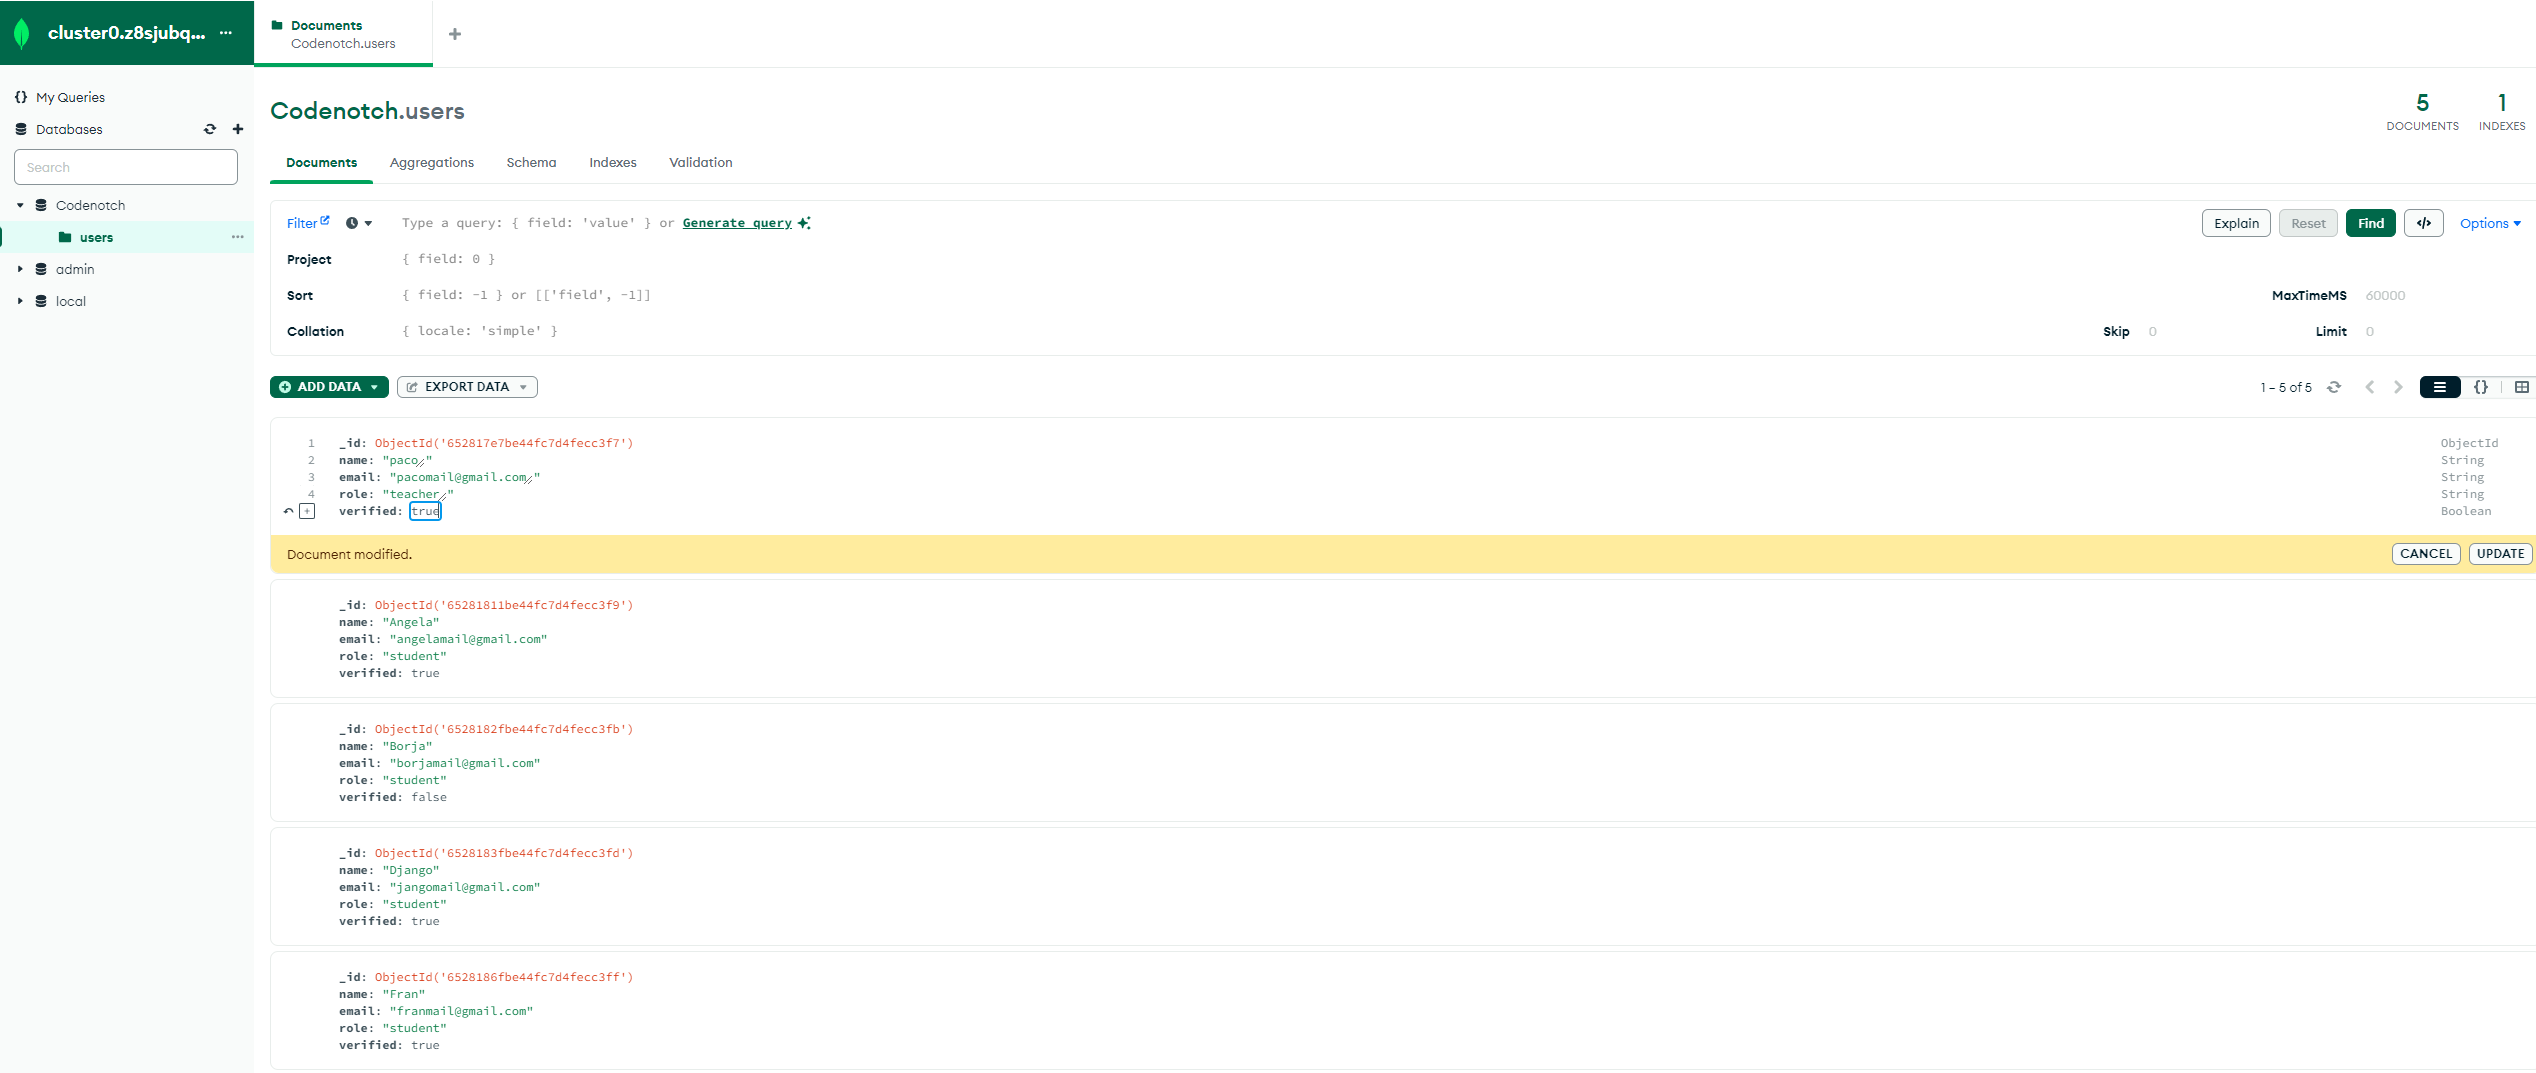 cluster0.z8sjubq... ...
Documents
Codenotch.users
+
{} My Queries
Databases
Search
Codenotch
users ...
admin
local
Codenotch.users
5 DOCUMENTS
1 INDEXES
Documents Aggregations Schema Indexes Validation
Filter Type a query: { field: 'value' } or Generate query Explain Reset Find </> Options
Project { field: 0 }
Sort { field: -1 } or [['field', -1]] MaxTimeMS 60000
Collation { locale: 'simple' } Skip 0 Limit 0
ADD DATA EXPORT DATA 1 – 5 of 5 {}
1 _id: ObjectId('652817e7be44fc7d4fecc3f7') ObjectId
2 name: "paco" String
3 email: "pacomail@gmail.com" String
4 role: "teacher" String
verified: true Boolean
Document modified. CANCEL UPDATE
_id: ObjectId('65281811be44fc7d4fecc3f9')
name: "Angela"
email: "angelamail@gmail.com"
role: "student"
verified: true
_id: ObjectId('6528182fbe44fc7d4fecc3fb')
name: "Borja"
email: "borjamail@gmail.com"
role: "student"
verified: false
_id: ObjectId('6528183fbe44fc7d4fecc3fd')
name: "Django"
email: "jangomail@gmail.com"
role: "student"
verified: true
_id: ObjectId('6528186fbe44fc7d4fecc3ff')
name: "Fran"
email: "franmail@gmail.com"
role: "student"
verified: true